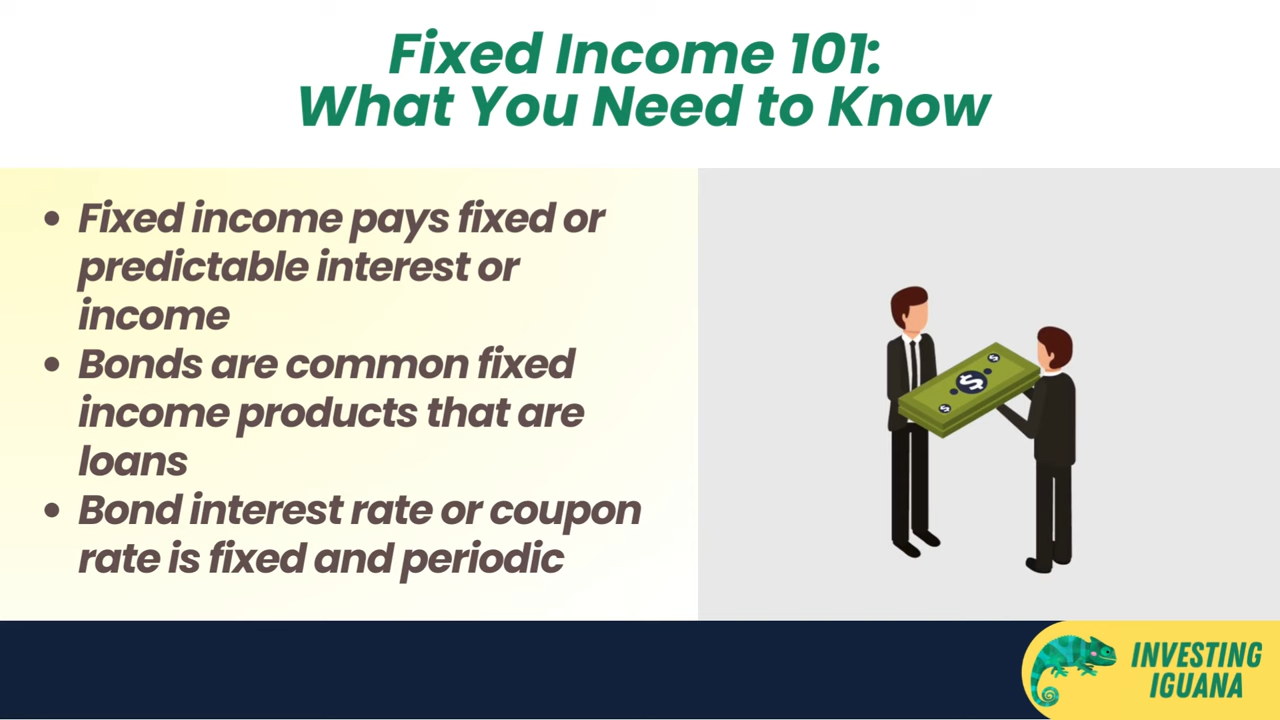 Fixed Income 101:
What You Need to Know
• Fixed income pays fixed or
predictable interest or
income
• Bonds are common fixed
income products that are
loans
• Bond interest rate or coupon
rate is fixed and periodic
$ $ $
INVESTING
IGUANA